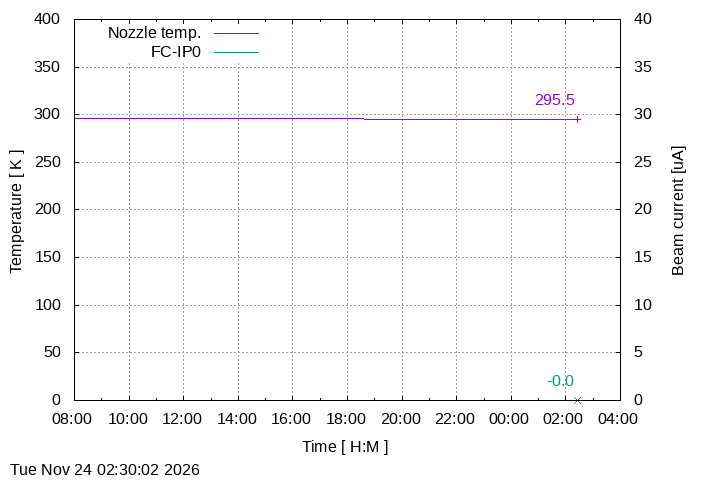 Nozzle temp.
FC-IP0
400
350
300
250
200
150
100
50
0
Temperature [ K ]
40
35
30
25
20
15
10
5
0
Beam current [uA]
295.5
-0.0
08:00 10:00 12:00 14:00 16:00 18:00 20:00 22:00 00:00 02:00 04:00
Time [ H:M ]
Tue Nov 24 02:30:02 2026